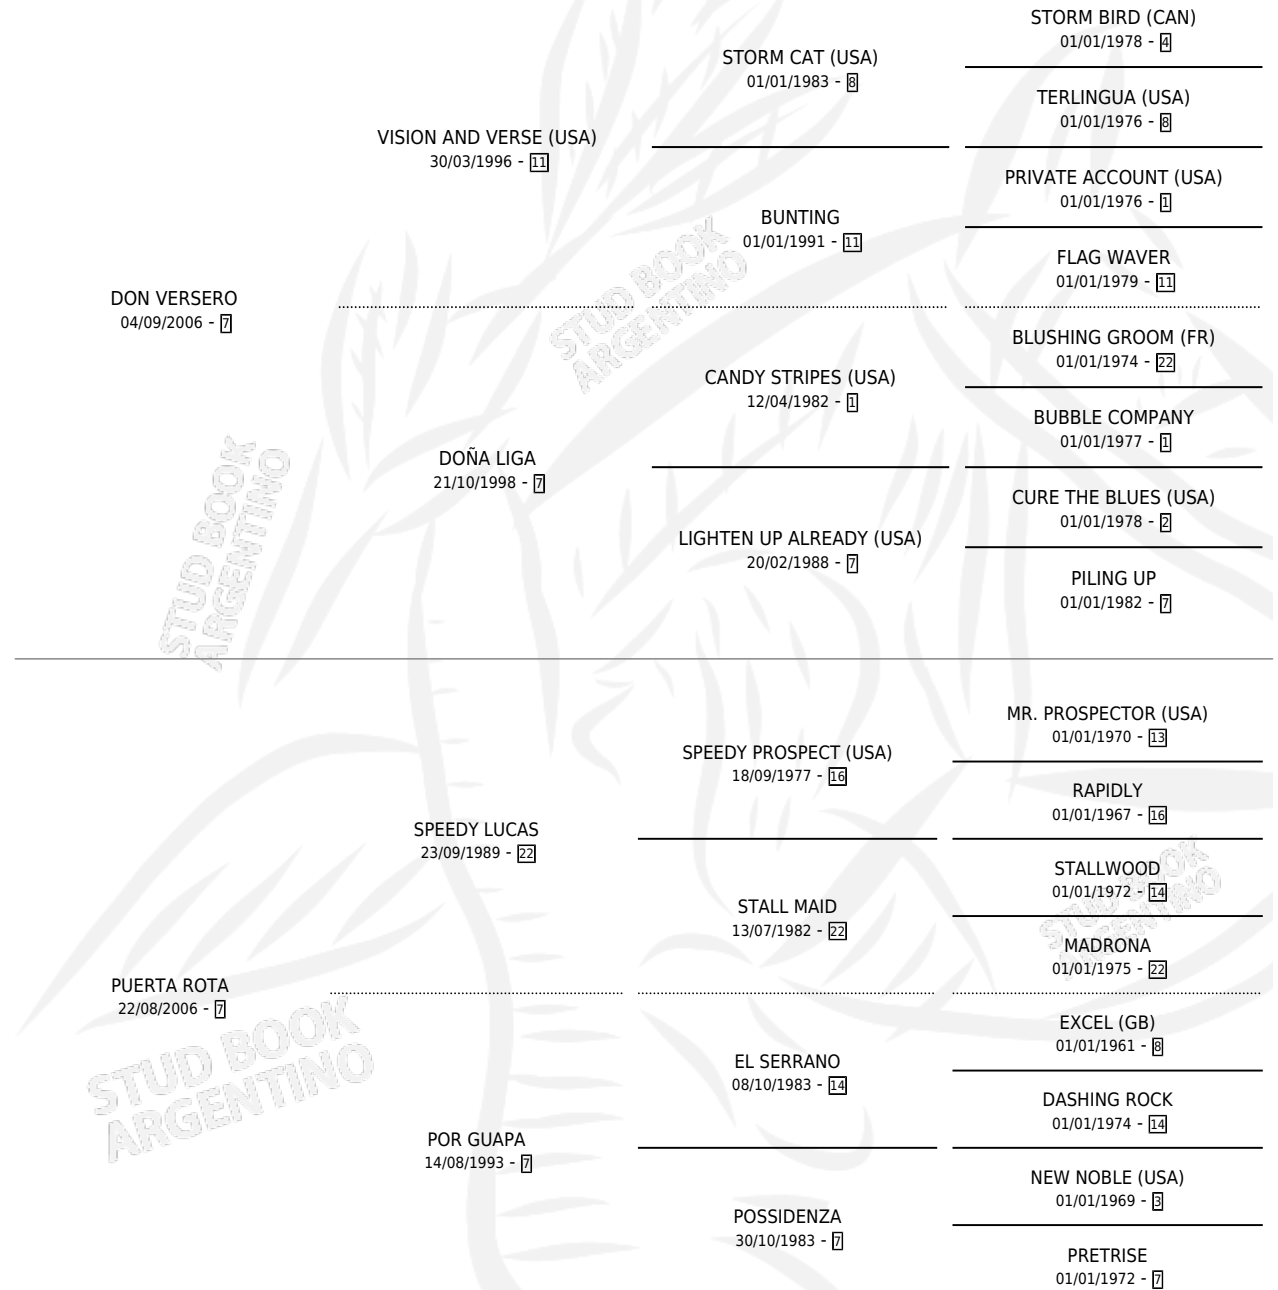 STORM BIRD (CAN)
01/01/1978 - 4
STORM CAT (USA)
01/01/1983 - 8
TERLINGUA (USA)
01/01/1976 - 8
VISION AND VERSE (USA)
30/03/1996 - 11
PRIVATE ACCOUNT (USA)
01/01/1976 - 1
BUNTING
01/01/1991 - 11
FLAG WAVER
01/01/1979 - 11
DON VERSERO
04/09/2006 - 7
BLUSHING GROOM (FR)
01/01/1974 - 22
CANDY STRIPES (USA)
12/04/1982 - 1
BUBBLE COMPANY
01/01/1977 - 1
DOÑA LIGA
21/10/1998 - 7
CURE THE BLUES (USA)
01/01/1978 - 2
LIGHTEN UP ALREADY (USA)
20/02/1988 - 7
PILING UP
01/01/1982 - 7
STUD BOOK
ARGENTINO
STUD BOOK
ARGENTINO
MR. PROSPECTOR (USA)
01/01/1970 - 13
SPEEDY PROSPECT (USA)
18/09/1977 - 16
RAPIDLY
01/01/1967 - 16
SPEEDY LUCAS
23/09/1989 - 22
STALLWOOD
01/01/1972 - 14
STALL MAID
13/07/1982 - 22
MADRONA
01/01/1975 - 22
PUERTA ROTA
22/08/2006 - 7
EXCEL (GB)
01/01/1961 - 8
EL SERRANO
08/10/1983 - 14
DASHING ROCK
01/01/1974 - 14
POR GUAPA
14/08/1993 - 7
NEW NOBLE (USA)
01/01/1969 - 3
POSSIDENZA
30/10/1983 - 7
PRETRISE
01/01/1972 - 7
STUD BOOK
ARGENTINO
STUD BOOK
ARGENTINO